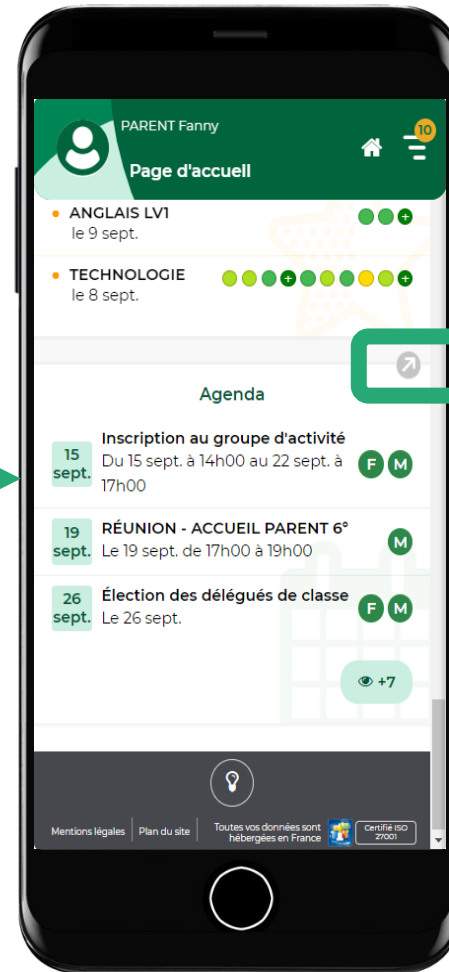 PARENT Fanny
10
Page d'accueil
ANGLAIS LV1
le 9 sept.
TECHNOLOGIE
le 8 sept.
Agenda
15 sept.
Inscription au groupe d'activité
Du 15 sept. à 14h00 au 22 sept. à
17h00
F M
19 sept.
RÉUNION - ACCUEIL PARENT 6°
Le 19 sept. de 17h00 à 19h00
M
26 sept.
Élection des délégués de classe
Le 26 sept.
F M
+7
Mentions légales
Plan du site
Toutes vos données sont
hébergées en France
Certifié ISO
27001